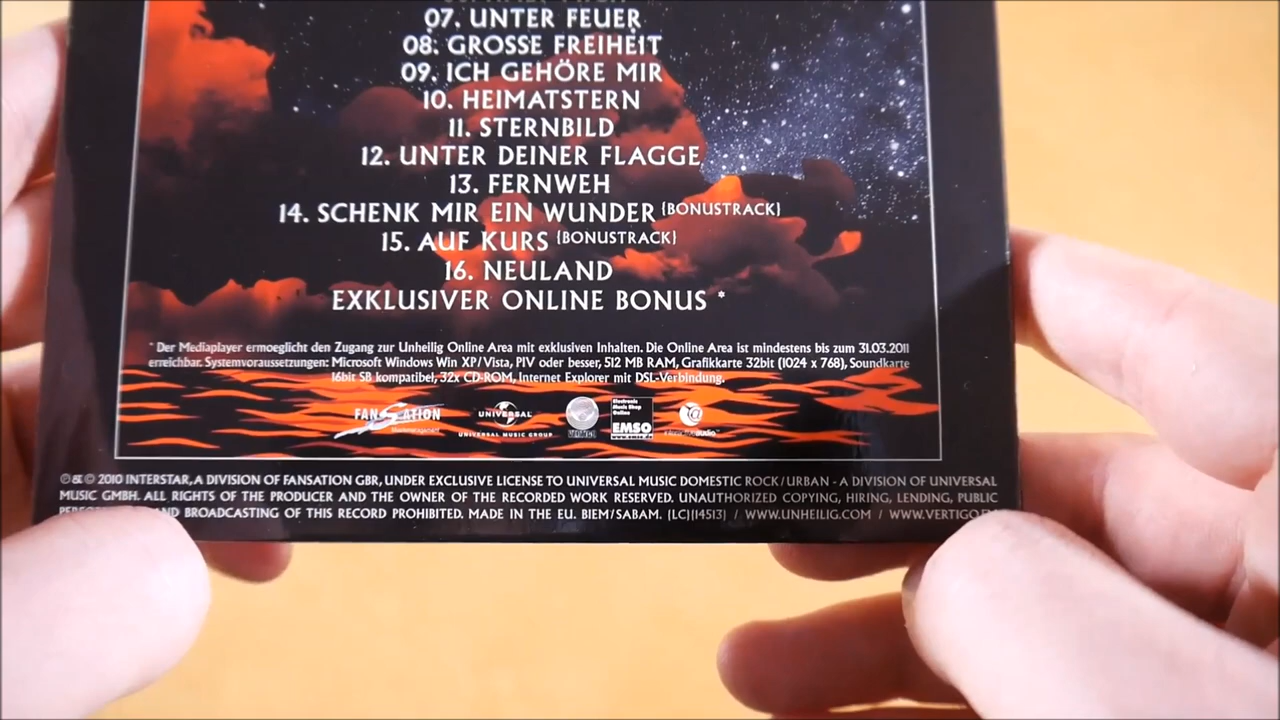 07. UNTER FEUER
08. GROSSE FREIHEIT
09. ICH GEHÖRE MIR
10. HEIMATSTERN
11. STERNBILD
12. UNTER DEINER FLAGGE
13. FERNWEH
14. SCHENK MIR EIN WUNDER {BONUSTRACK}
15. AUF KURS {BONUSTRACK}
16. NEULAND
EXKLUSIVER ONLINE BONUS *
* Der Mediaplayer ermoeglicht den Zugang zur Unheilig Online Area mit exklusiven Inhalten. Die Online Area ist mindestens bis zum 31.03.2011
erreichbar. Systemvoraussetzungen: Microsoft Windows Win XP/Vista, PIV oder besser, 512 MB RAM, Grafikkarte 32bit (1024 x 768), Soundkarte
16bit SB kompatibel, 32x CD-ROM, Internet Explorer mit DSL-Verbindung.
FANSATION UNIVERSAL VERTIGO Electronic Music Shop Online EMSO
UNIVERSAL MUSIC GROUP interactiveaudio
℗ & © 2010 INTERSTAR, A DIVISION OF FANSATION GBR, UNDER EXCLUSIVE LICENSE TO UNIVERSAL MUSIC DOMESTIC ROCK/URBAN - A DIVISION OF UNIVERSAL
MUSIC GMBH. ALL RIGHTS OF THE PRODUCER AND THE OWNER OF THE RECORDED WORK RESERVED. UNAUTHORIZED COPYING, HIRING, LENDING, PUBLIC
AND BROADCASTING OF THIS RECORD PROHIBITED. MADE IN THE EU. BIEM/SABAM. (LC)(14513) / WWW.UNHEILIG.COM / WWW.VERTIGO.FM